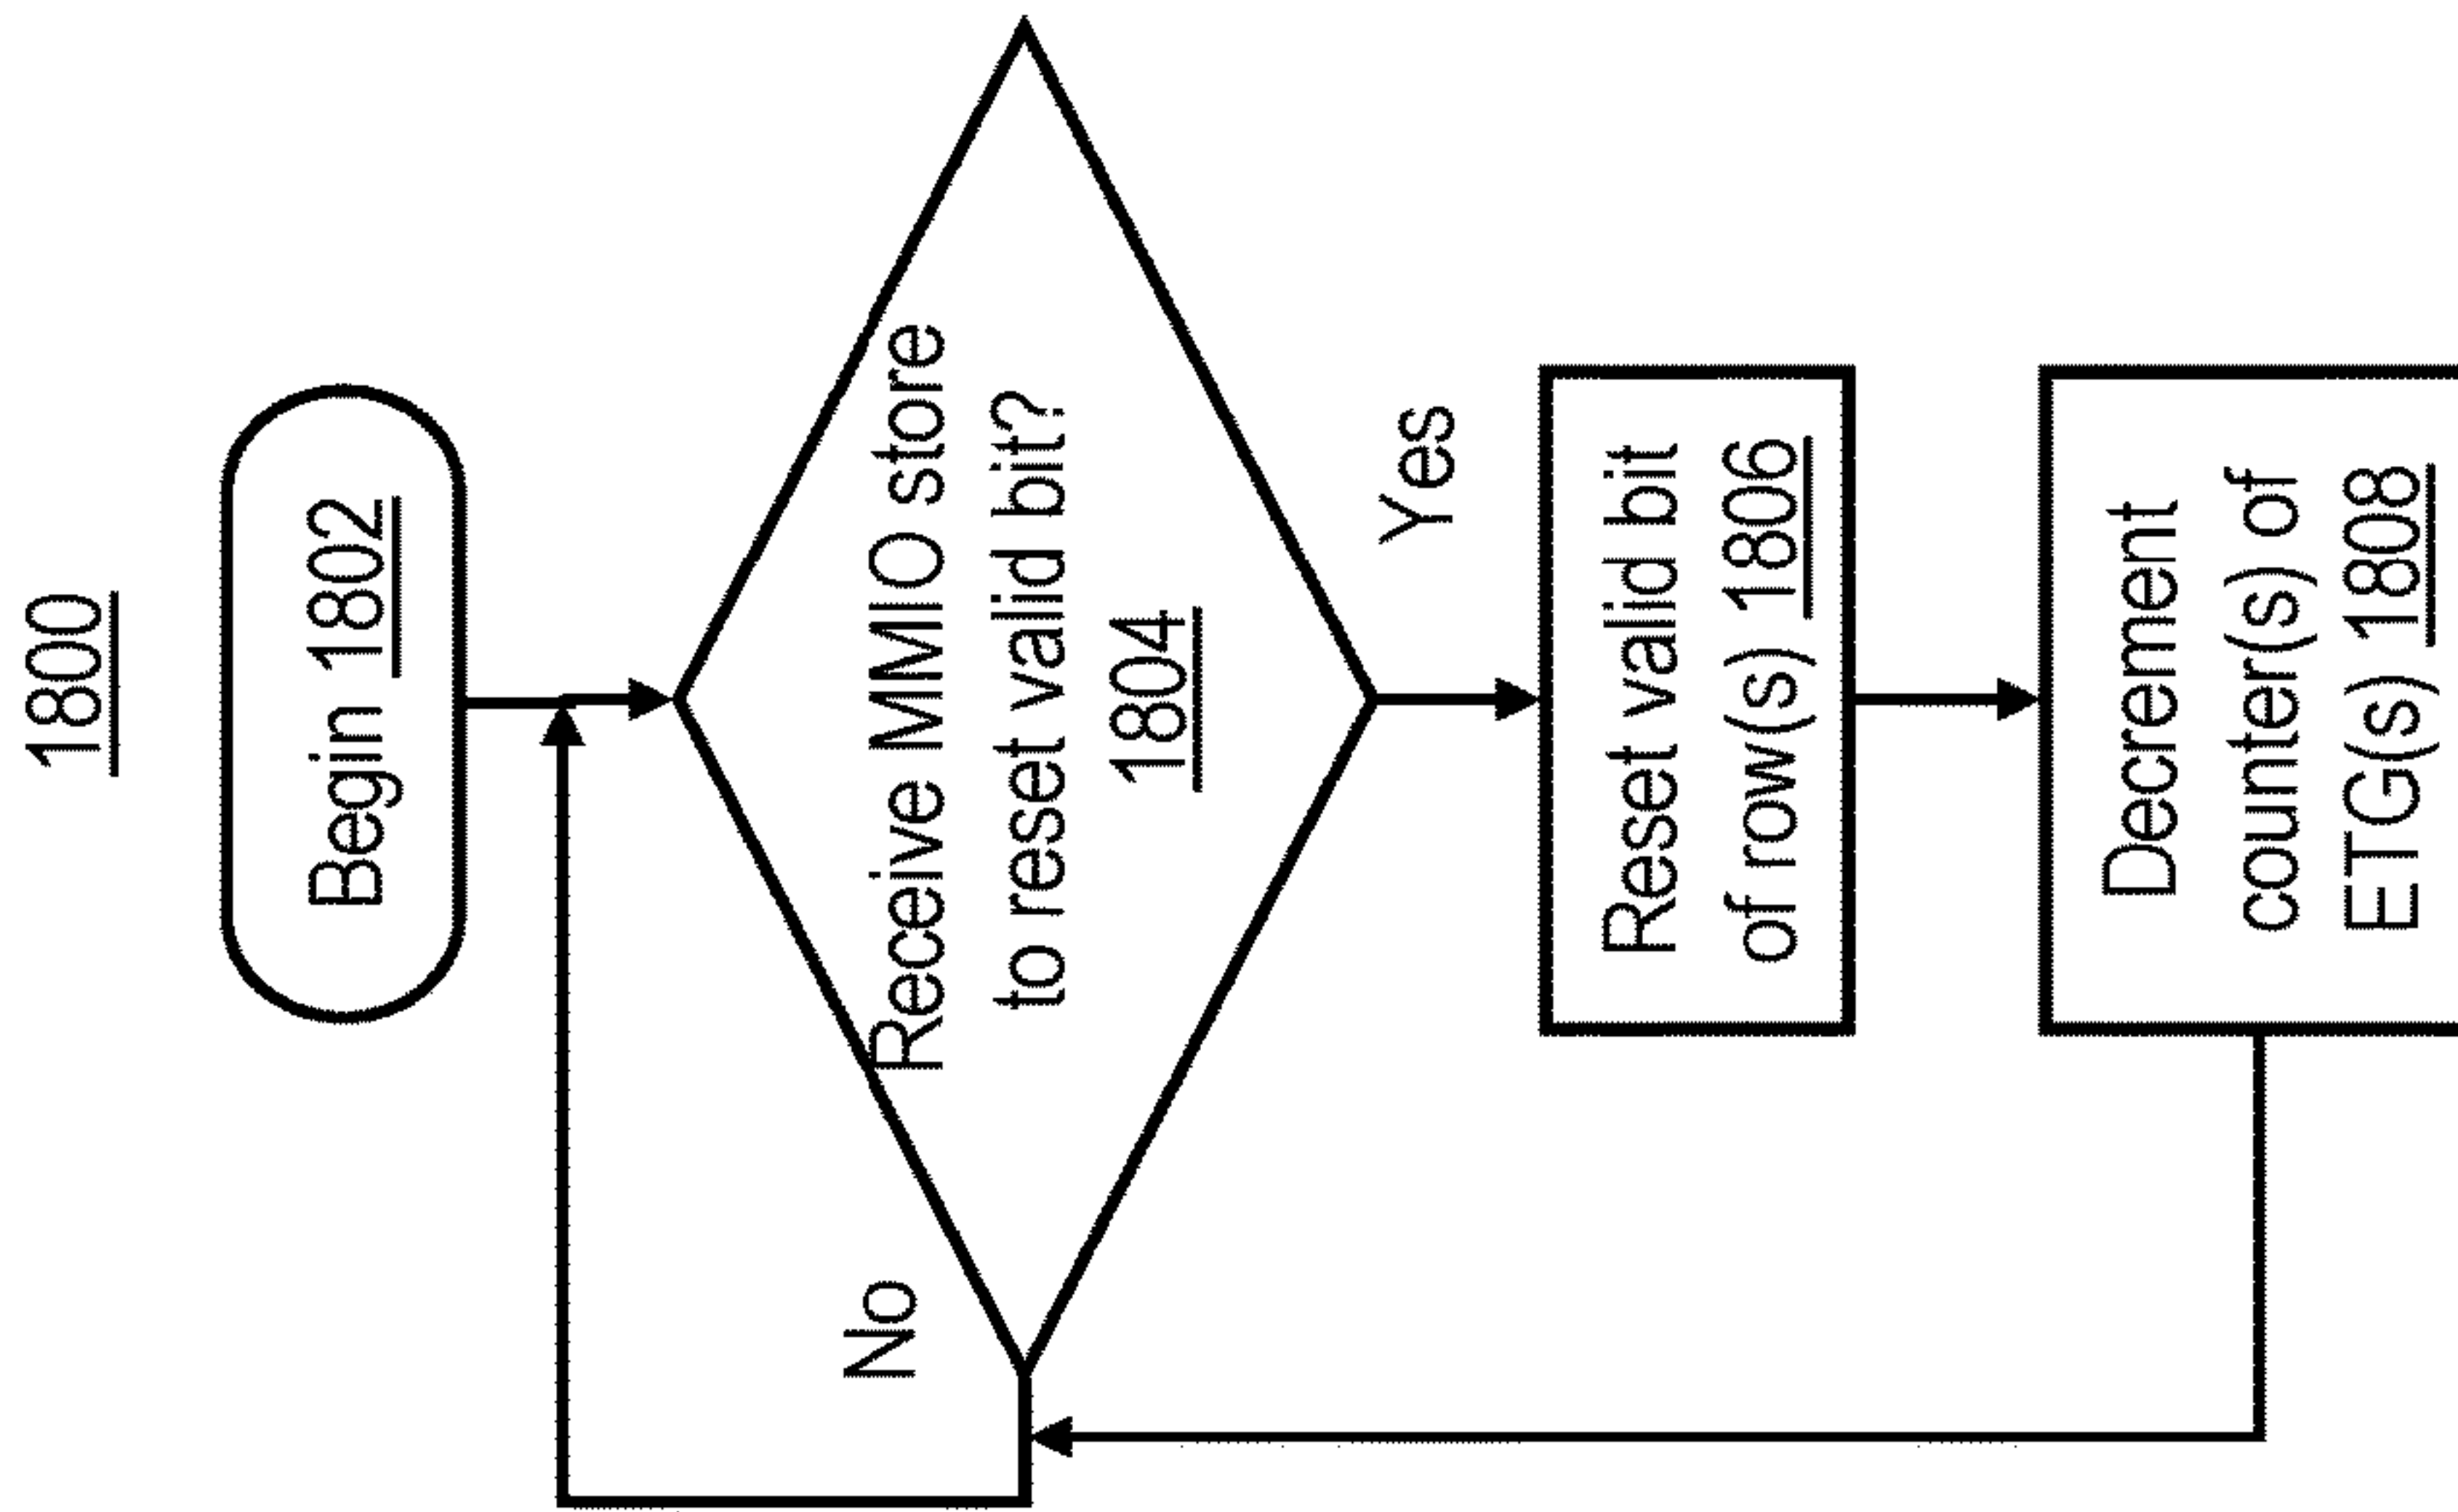 1800
Begin 1802
Receive MMIO store
to reset valid bit?
1804
No
Yes
Reset valid bit
of row(s) 1806
Decrement
counter(s) of
ETG(s) 1808